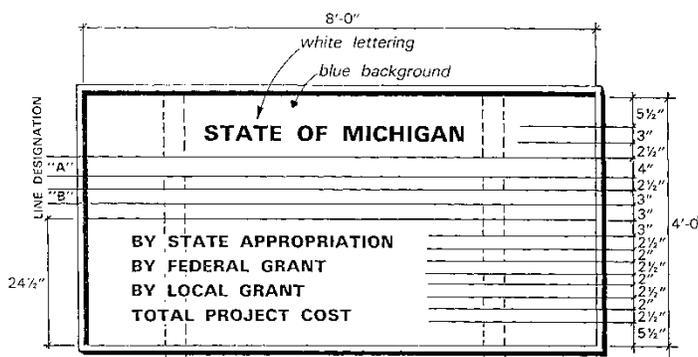 8'-0"
white lettering
blue background
STATE OF MICHIGAN
LINE DESIGNATION
"A"
"B"
BY STATE APPROPRIATION
BY FEDERAL GRANT
BY LOCAL GRANT
TOTAL PROJECT COST
24½"
5½"
3"
2½"
4"
2½"
3"
3"
3"
2½"
2"
2½"
2"
2½"
2"
2½"
5½"
4'-0